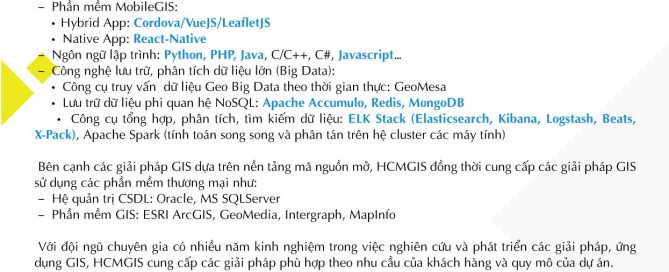 – Phần mềm MobileGIS:
• Hybrid App: Cordova/VueJS/LeafletJS
• Native App: React-Native
– Ngôn ngữ lập trình: Python, PHP, Java, C/C++, C#, Javascript…
– Công nghệ lưu trữ, phân tích dữ liệu lớn (Big Data):
• Công cụ truy vấn dữ liệu Geo Big Data theo thời gian thực: GeoMesa
• Lưu trữ dữ liệu phi quan hệ NoSQL: Apache Accumulo, Redis, MongoDB
• Công cụ tổng hợp, phân tích, tìm kiếm dữ liệu: ELK Stack (Elasticsearch, Kibana, Logstash, Beats,
X-Pack), Apache Spark (tính toán song song và phân tán trên hệ cluster các máy tính)
Bên cạnh các giải pháp GIS dựa trên nền tảng mã nguồn mở, HCMGIS đồng thời cung cấp các giải pháp GIS
sử dụng các phần mềm thương mại như:
– Hệ quản trị CSDL: Oracle, MS SQLServer
– Phần mềm GIS: ESRI ArcGIS, GeoMedia, Intergraph, MapInfo
Với đội ngũ chuyên gia có nhiều năm kinh nghiệm trong việc nghiên cứu và phát triển các giải pháp, ứng
dụng GIS, HCMGIS cung cấp các giải pháp phù hợp theo nhu cầu của khách hàng và quy mô của dự án.